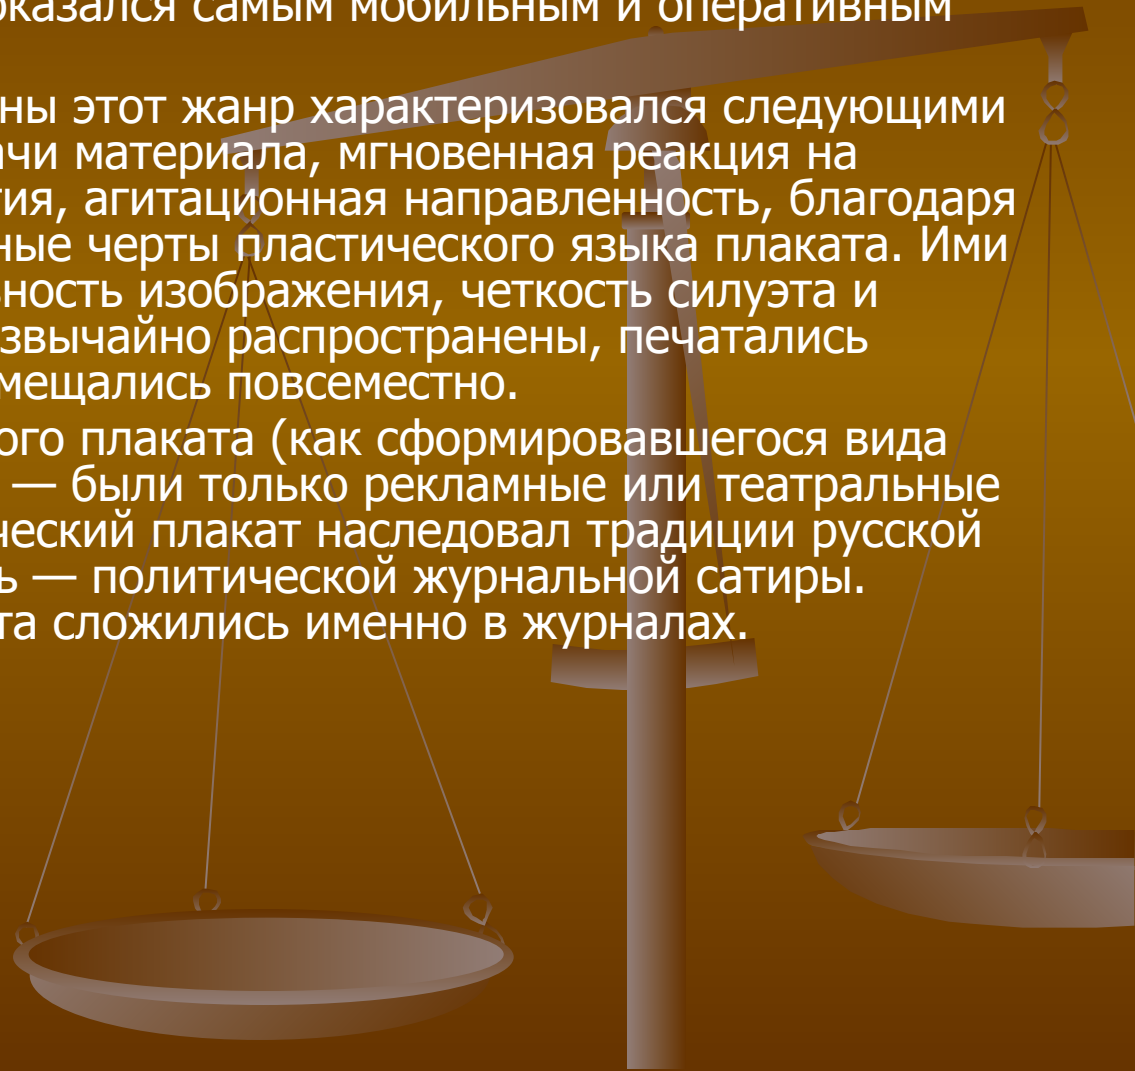 оказался самым мобильным и оперативным
ны этот жанр характеризовался следующими
ачи материала, мгновенная реакция на
тия, агитационная направленность, благодаря
ные черты пластического языка плаката. Ими
ьность изображения, четкость силуэта и
звычайно распространены, печатались
мещались повсеместно.
ого плаката (как сформировавшегося вида
— были только рекламные или театральные
ческий плакат наследовал традиции русской
ь — политической журнальной сатиры.
та сложились именно в журналах.